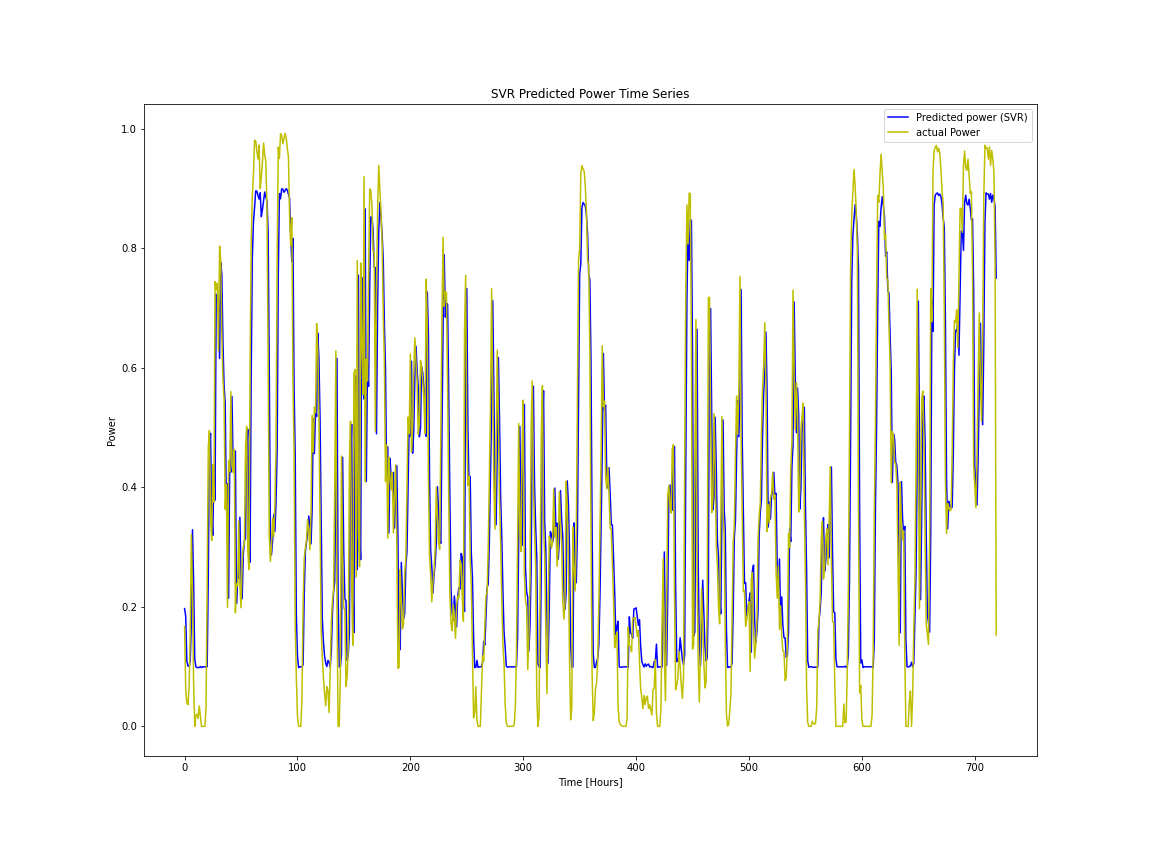 SVR Predicted Power Time Series
Predicted power (SVR)
actual Power
1.0
0.8
0.6
0.4
0.2
0.0
Power
0 100 200 300 400 500 600 700
Time [Hours]